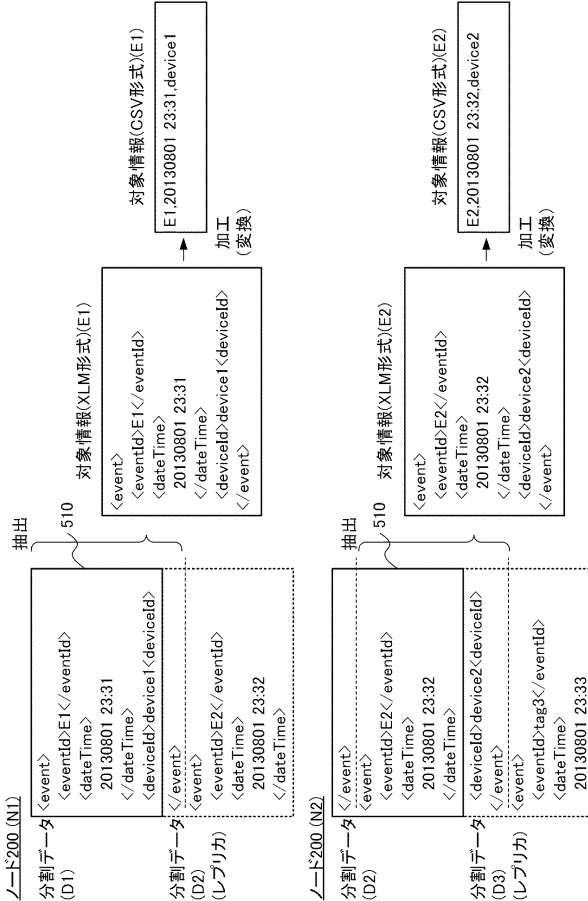 ノード200 (N1)
分割データ
(D1)
<event>
<eventId>E1</eventId>
<dateTime>
20130801 23:31
</dateTime>
<deviceId>device1<deviceId>
分割データ
(D2)
(レプリカ)
</event>
<event>
<eventId>E2</eventId>
<dateTime>
20130801 23:32
</dateTime>
抽出
510
対象情報(XLM形式)(E1)
<event>
<eventId>E1</eventId>
<dateTime>
20130801 23:31
</dateTime>
<deviceId>device1<deviceId>
</event>
加工
(変換)
対象情報(CSV形式)(E1)
E1,20130801 23:31,device1
ノード200 (N2)
分割データ
(D2)
</event>
<event>
<eventId>E2</eventId>
<dateTime>
20130801 23:32
</dateTime>
分割データ
(D3)
(レプリカ)
<deviceId>device2<deviceId>
</event>
<event>
<eventId>tag3</eventId>
<dateTime>
20130801 23:33
抽出
510
対象情報(XLM形式)(E2)
<event>
<eventId>E2</eventId>
<dateTime>
20130801 23:32
</dateTime>
<deviceId>device2<deviceId>
</event>
加工
(変換)
対象情報(CSV形式)(E2)
E2,20130801 23:32,device2